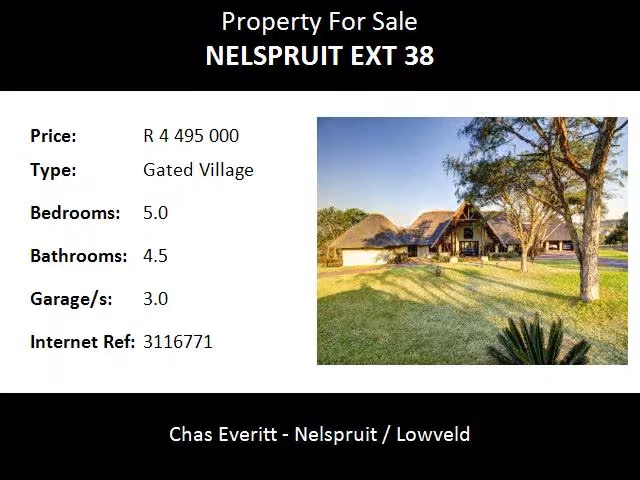 Property For Sale
NELSPRUIT EXT 38
Price: R 4 495 000
Type: Gated Village
Bedrooms: 5.0
Bathrooms: 4.5
Garage/s: 3.0
Internet Ref: 3116771
Chas Everitt - Nelspruit / Lowveld